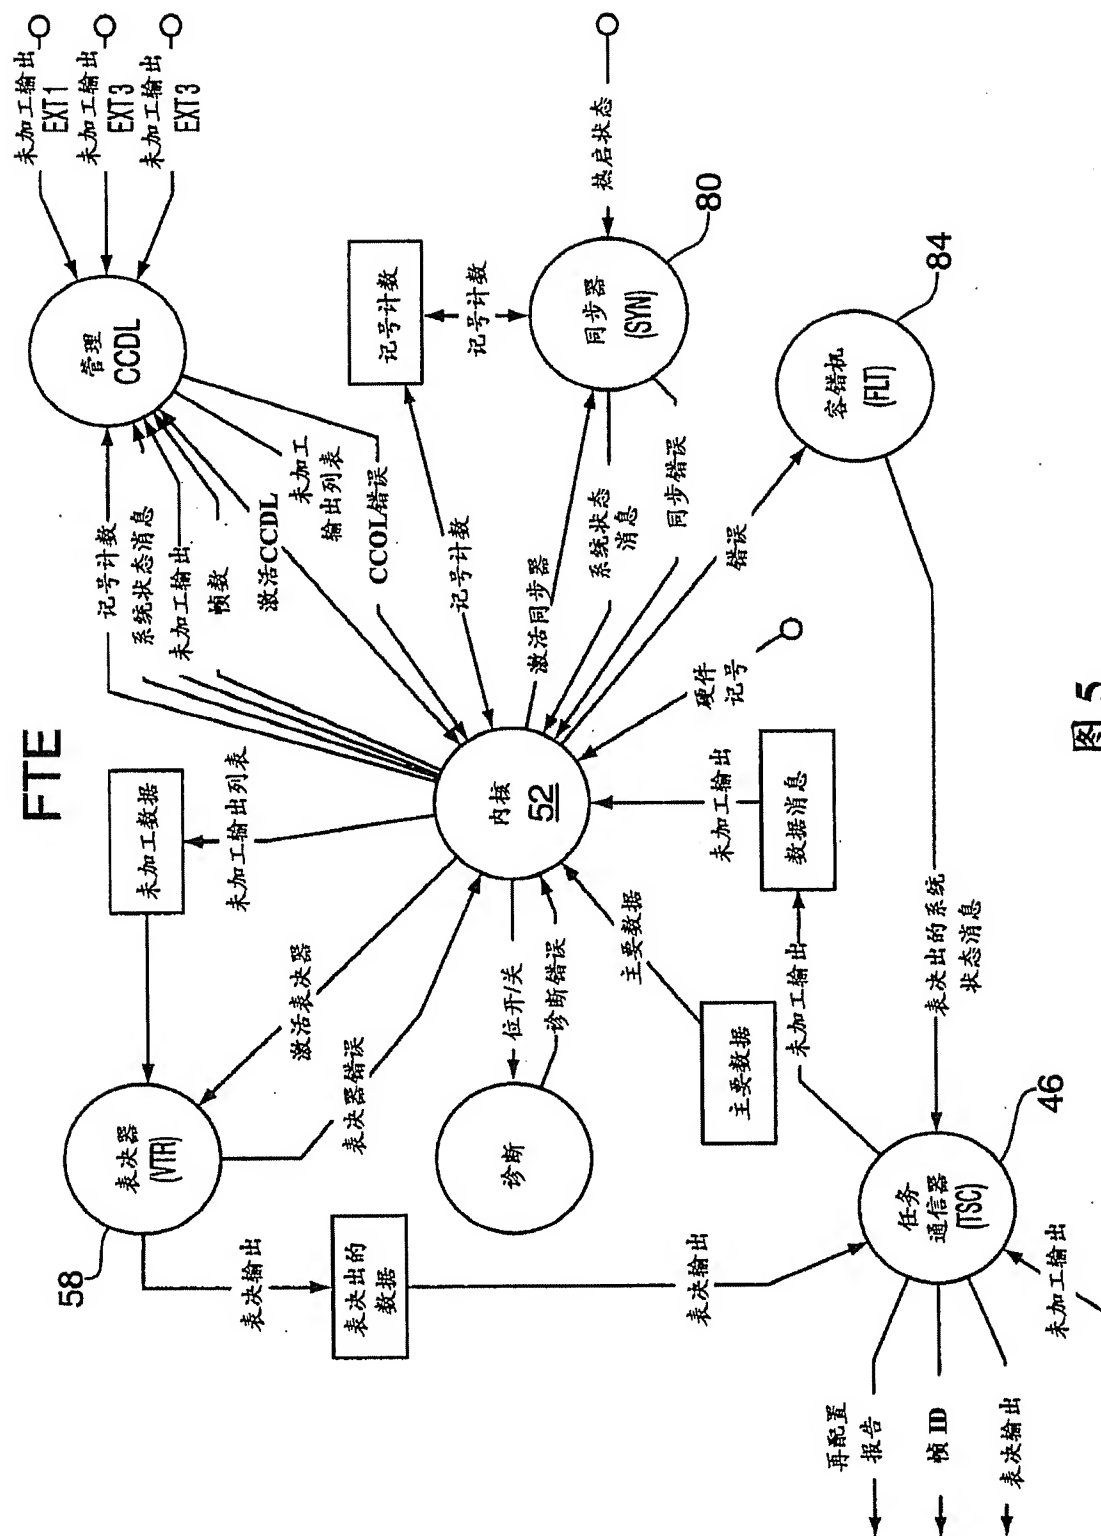 FTE
58
表决器
(VTR)
未加工数据
记号计数
系统状态消息
未加工输出
帧数
激活CCDL
管理
CCDL
未加工输出
EXT1
未加工输出
EXT3
未加工输出
EXT3
未加工
输出列表
CCOL错误
未加工输出列表
激活表决器
表决器错误
表决输出
表决出的
数据
诊断
位开/关
诊断错误
内核
52
记号计数
记号计数
记号计数
激活同步器
系统状态
消息
同步错误
同步器
(SYN)
热启状态
80
错误
容错机
(FLT)
84
硬件
记号
主要数据
主要数据
未加工输出
数据消息
未加工输出
表决输出
任务
通信器
(TSC)
46
表决出的系统
状态消息
再配置
报告
帧 ID
表决输出
未加工输出
图 5